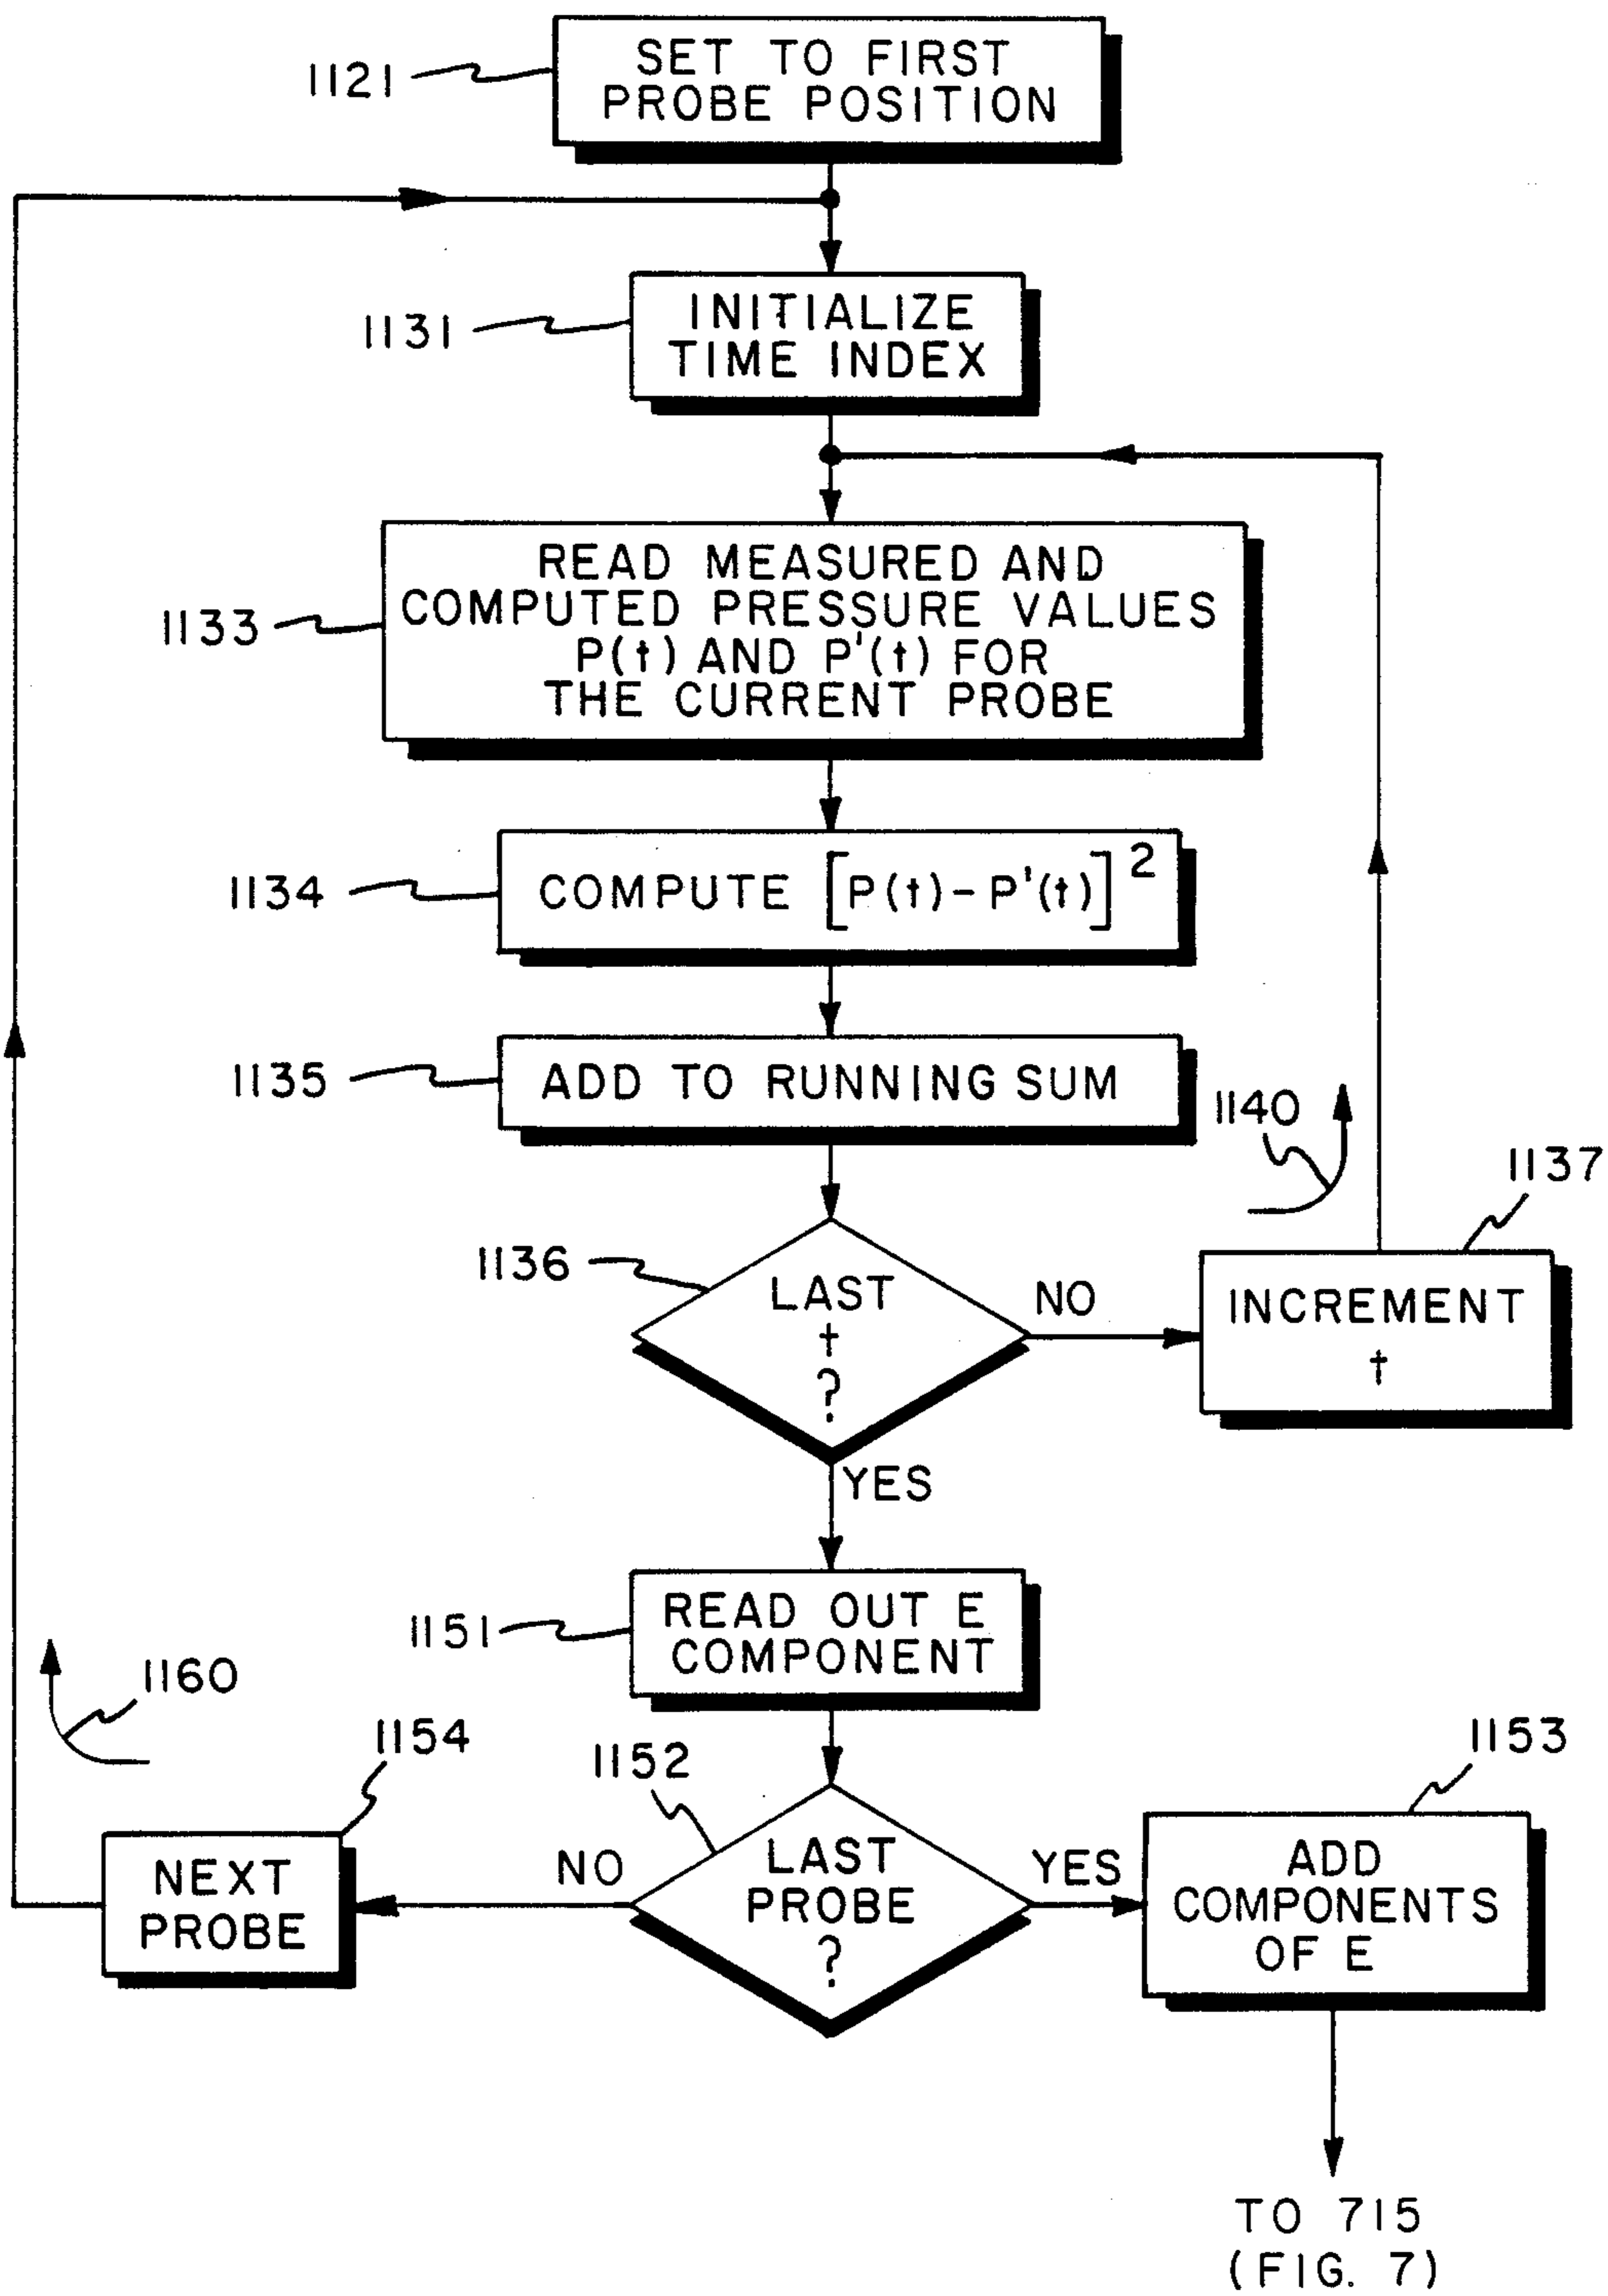 1121
SET TO FIRST
PROBE POSITION
1131
INITIALIZE
TIME INDEX
1133
READ MEASURED AND
COMPUTED PRESSURE VALUES
P(t) AND P'(t) FOR
THE CURRENT PROBE
1134
COMPUTE [P(t) - P'(t)]²
1135
ADD TO RUNNING SUM
1140
1137
1136
LAST
t
?
NO
INCREMENT
t
YES
1151
READ OUT E
COMPONENT
1160
1154
1152
1153
NEXT
PROBE
NO
LAST
PROBE
?
YES
ADD
COMPONENTS
OF E
TO 715
(FIG. 7)